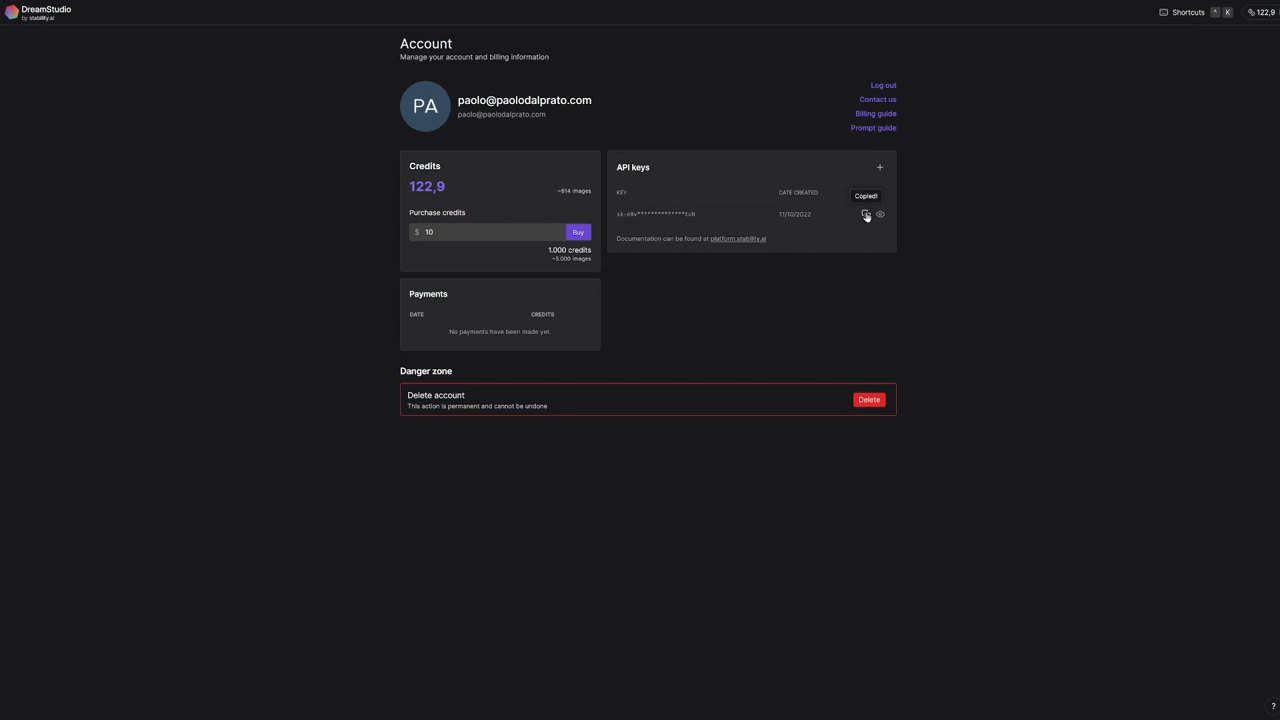 DreamStudio
by stability.ai
Shortcuts ^ K
122,9
Account
Manage your account and billing information
PA
paolo@paolodalprato.com
paolo@paolodalprato.com
Log out
Contact us
Billing guide
Prompt guide
Credits
122,9
~614 images
Purchase credits
$ 10
Buy
1.000 credits
~5,000 images
API keys
+
KEY
DATE CREATED
Copied!
sk-e8v**************tcN
11/10/2022
Documentation can be found at platform.stability.ai
Payments
DATE
CREDITS
No payments have been made yet.
Danger zone
Delete account
This action is permanent and cannot be undone
Delete
?